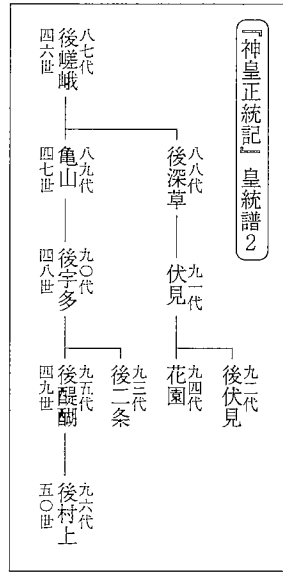 『神皇正統記』 皇統譜2
八七代
後嵯峨
四六世
八八代
後深草
八九代
亀山
四七世
九一代
伏見
九〇代
後宇多
四八世
九二代
後伏見
九四代
花園
九三代
後二条
九五代
後醍醐
四九世
九六代
後村上
五〇世